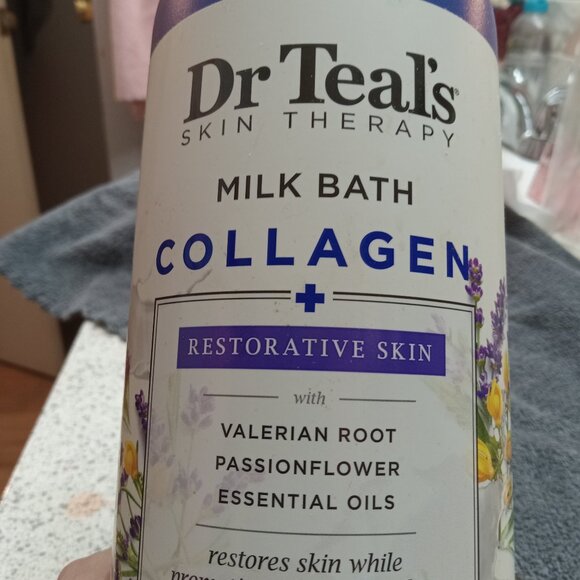 Dr Teal's
SKIN THERAPY
MILK BATH
COLLAGEN
+
RESTORATIVE SKIN
with
VALERIAN ROOT
PASSIONFLOWER
ESSENTIAL OILS
restores skin while